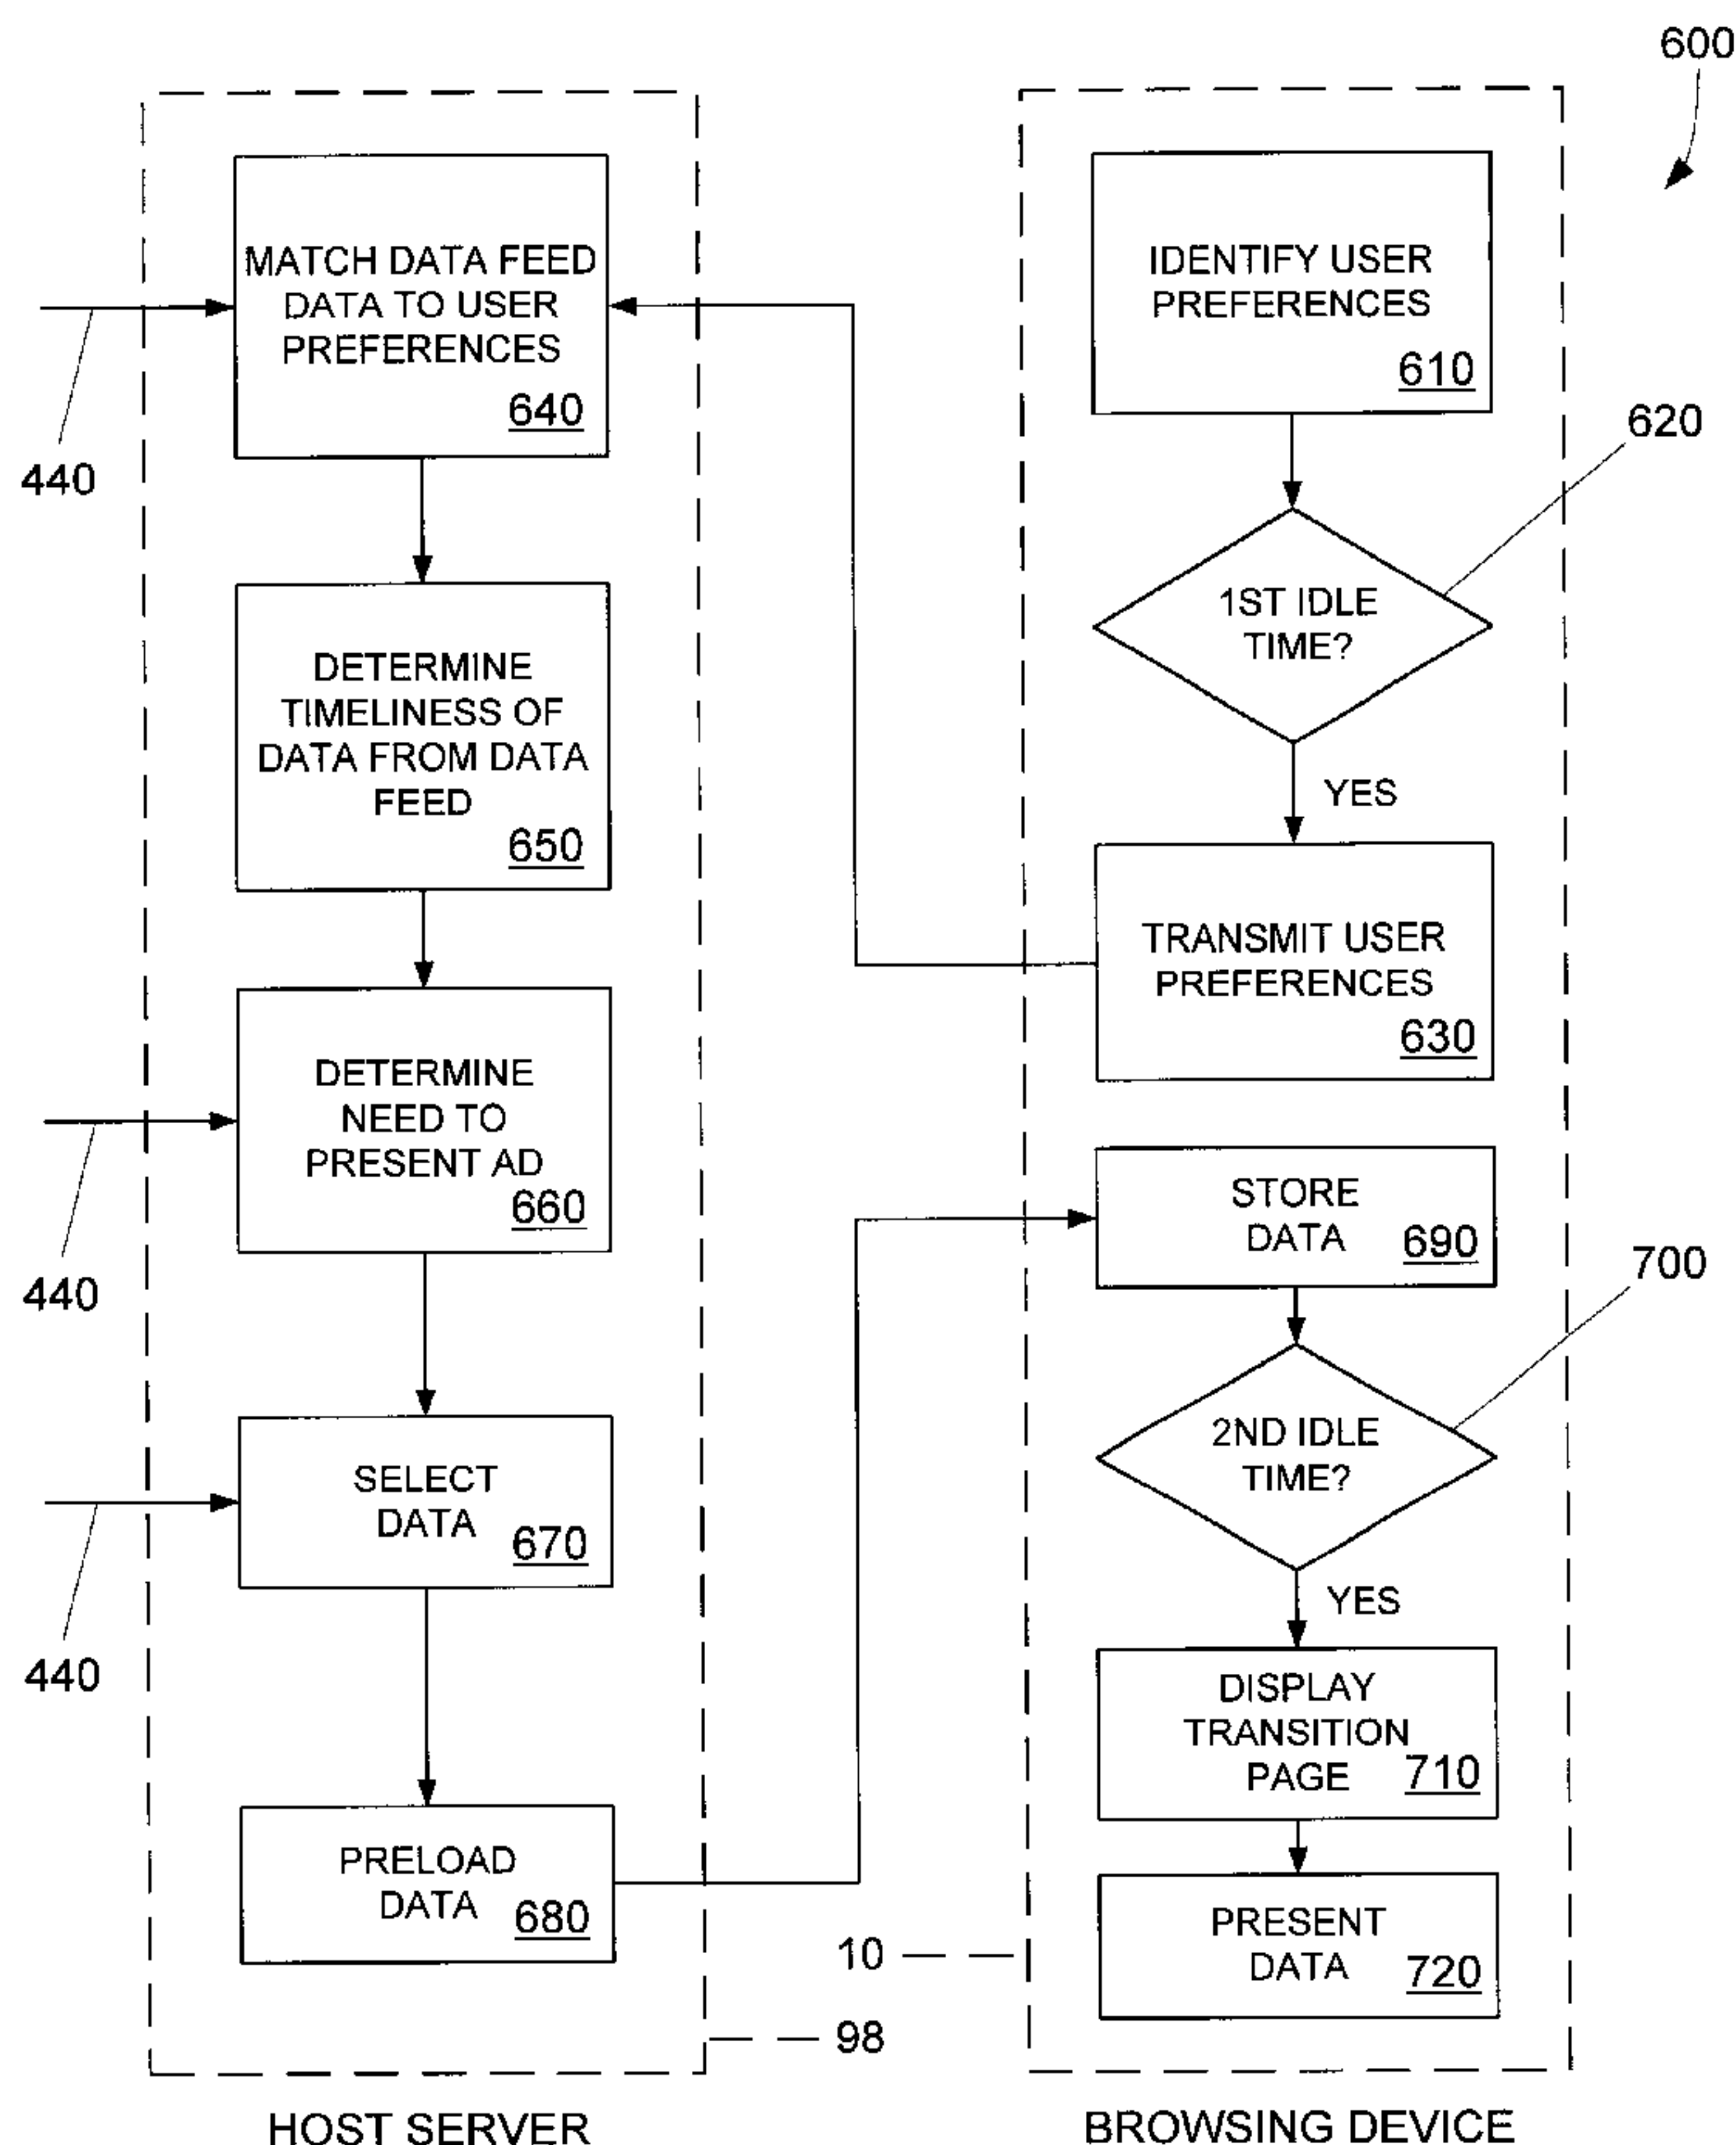 600
MATCH DATA FEED
DATA TO USER
PREFERENCES
640
440
DETERMINE
TIMELINESS OF
DATA FROM DATA
FEED
650
DETERMINE
NEED TO
PRESENT AD
660
440
SELECT
DATA
670
440
PRELOAD
DATA
680
98
HOST SERVER
IDENTIFY USER
PREFERENCES
610
620
1ST IDLE
TIME?
YES
TRANSMIT USER
PREFERENCES
630
STORE
DATA
690
700
2ND IDLE
TIME?
YES
DISPLAY
TRANSITION
PAGE
710
PRESENT
DATA
720
10
BROWSING DEVICE